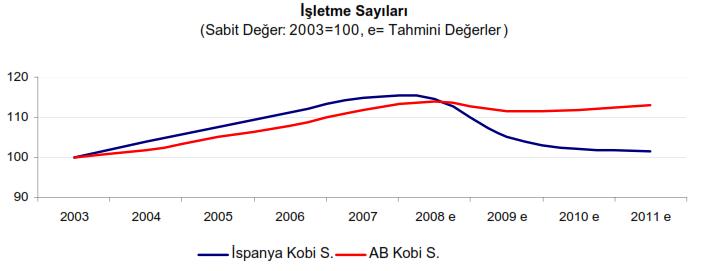 İşletme Sayıları
(Sabit Değer: 2003=100, e= Tahmini Değerler)
120
110
100
90
2003 2004 2005 2006 2007 2008 e 2009 e 2010 e 2011 e
İspanya Kobi S. AB Kobi S.